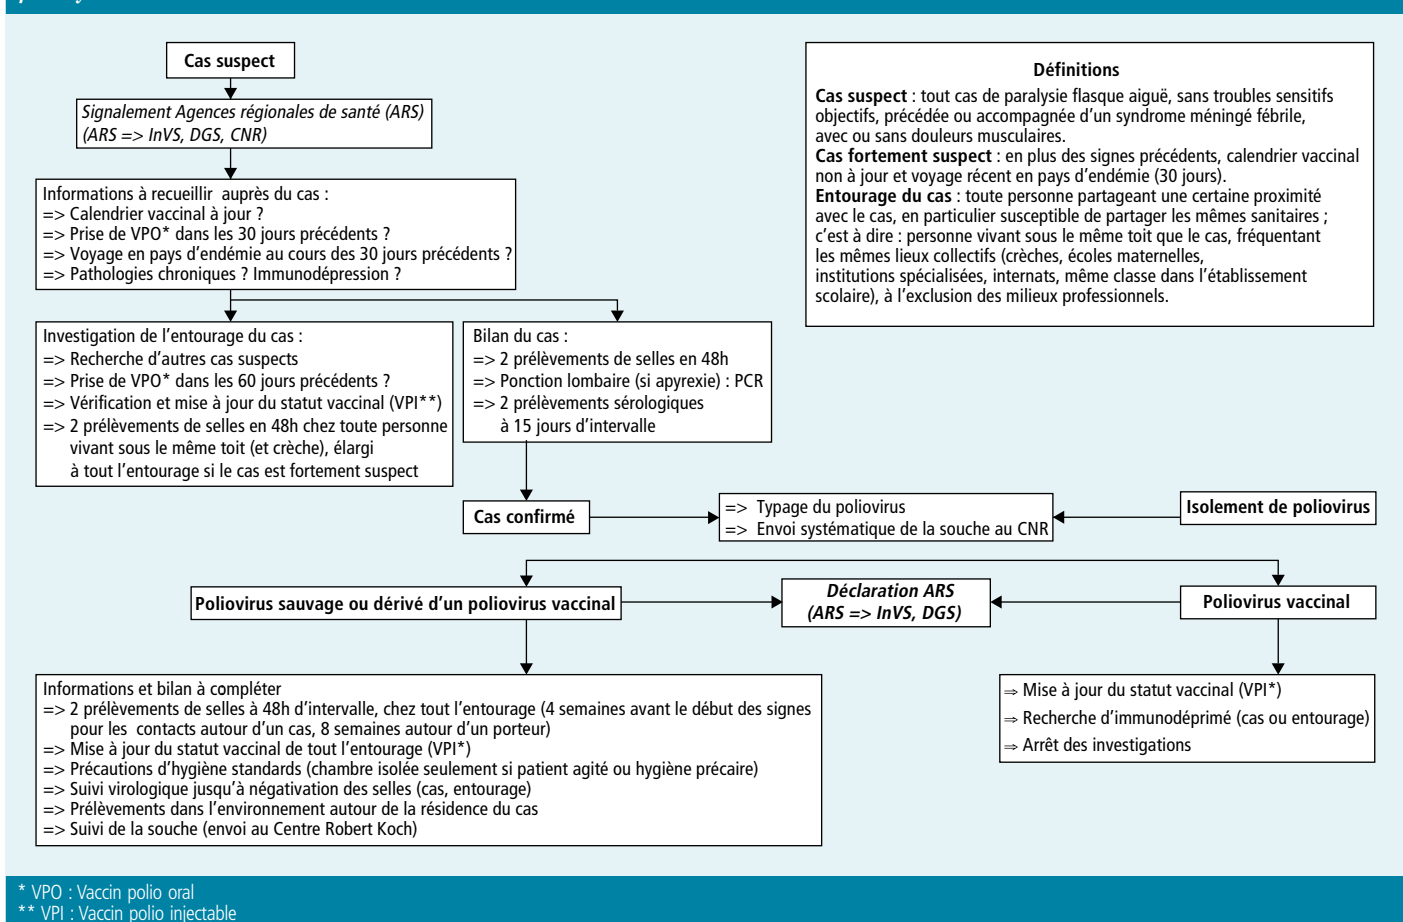 Cas suspect
Signalement Agences régionales de santé (ARS)
(ARS => InVS, DGS, CNR)
Informations à recueillir auprès du cas :
=> Calendrier vaccinal à jour ?
=> Prise de VPO* dans les 30 jours précédents ?
=> Voyage en pays d'endémie au cours des 30 jours précédents ?
=> Pathologies chroniques ? Immunodépression ?
Définitions
Cas suspect : tout cas de paralysie flasque aiguë, sans troubles sensitifs
objectifs, précédée ou accompagnée d'un syndrome méningé fébrile,
avec ou sans douleurs musculaires.
Cas fortement suspect : en plus des signes précédents, calendrier vaccinal
non à jour et voyage récent en pays d'endémie (30 jours).
Entourage du cas : toute personne partageant une certaine proximité
avec le cas, en particulier susceptible de partager les mêmes sanitaires ;
c'est à dire : personne vivant sous le même toit que le cas, fréquentant
les mêmes lieux collectifs (crèches, écoles maternelles,
institutions spécialisées, internats, même classe dans l'établissement
scolaire), à l'exclusion des milieux professionnels.
Investigation de l'entourage du cas :
=> Recherche d'autres cas suspects
=> Prise de VPO* dans les 60 jours précédents ?
=> Vérification et mise à jour du statut vaccinal (VPI**)
=> 2 prélèvements de selles en 48h chez toute personne
vivant sous le même toit (et crèche), élargi
à tout l'entourage si le cas est fortement suspect
Bilan du cas :
=> 2 prélèvements de selles en 48h
=> Ponction lombaire (si apyrexie) : PCR
=> 2 prélèvements sérologiques
à 15 jours d'intervalle
Cas confirmé
=> Typage du poliovirus
=> Envoi systématique de la souche au CNR
Isolement de poliovirus
Poliovirus sauvage ou dérivé d'un poliovirus vaccinal
Déclaration ARS
(ARS => InVS, DGS)
Poliovirus vaccinal
Informations et bilan à compléter
=> 2 prélèvements de selles à 48h d'intervalle, chez tout l'entourage (4 semaines avant le début des signes
pour les contacts autour d'un cas, 8 semaines autour d'un porteur)
=> Mise à jour du statut vaccinal de tout l'entourage (VPI*)
=> Précautions d'hygiène standards (chambre isolée seulement si patient agité ou hygiène précaire)
=> Suivi virologique jusqu'à négativation des selles (cas, entourage)
=> Prélèvements dans l'environnement autour de la résidence du cas
=> Suivi de la souche (envoi au Centre Robert Koch)
⇒ Mise à jour du statut vaccinal (VPI*)
⇒ Recherche d'immunodéprimé (cas ou entourage)
⇒ Arrêt des investigations
* VPO : Vaccin polio oral
** VPI : Vaccin polio injectable